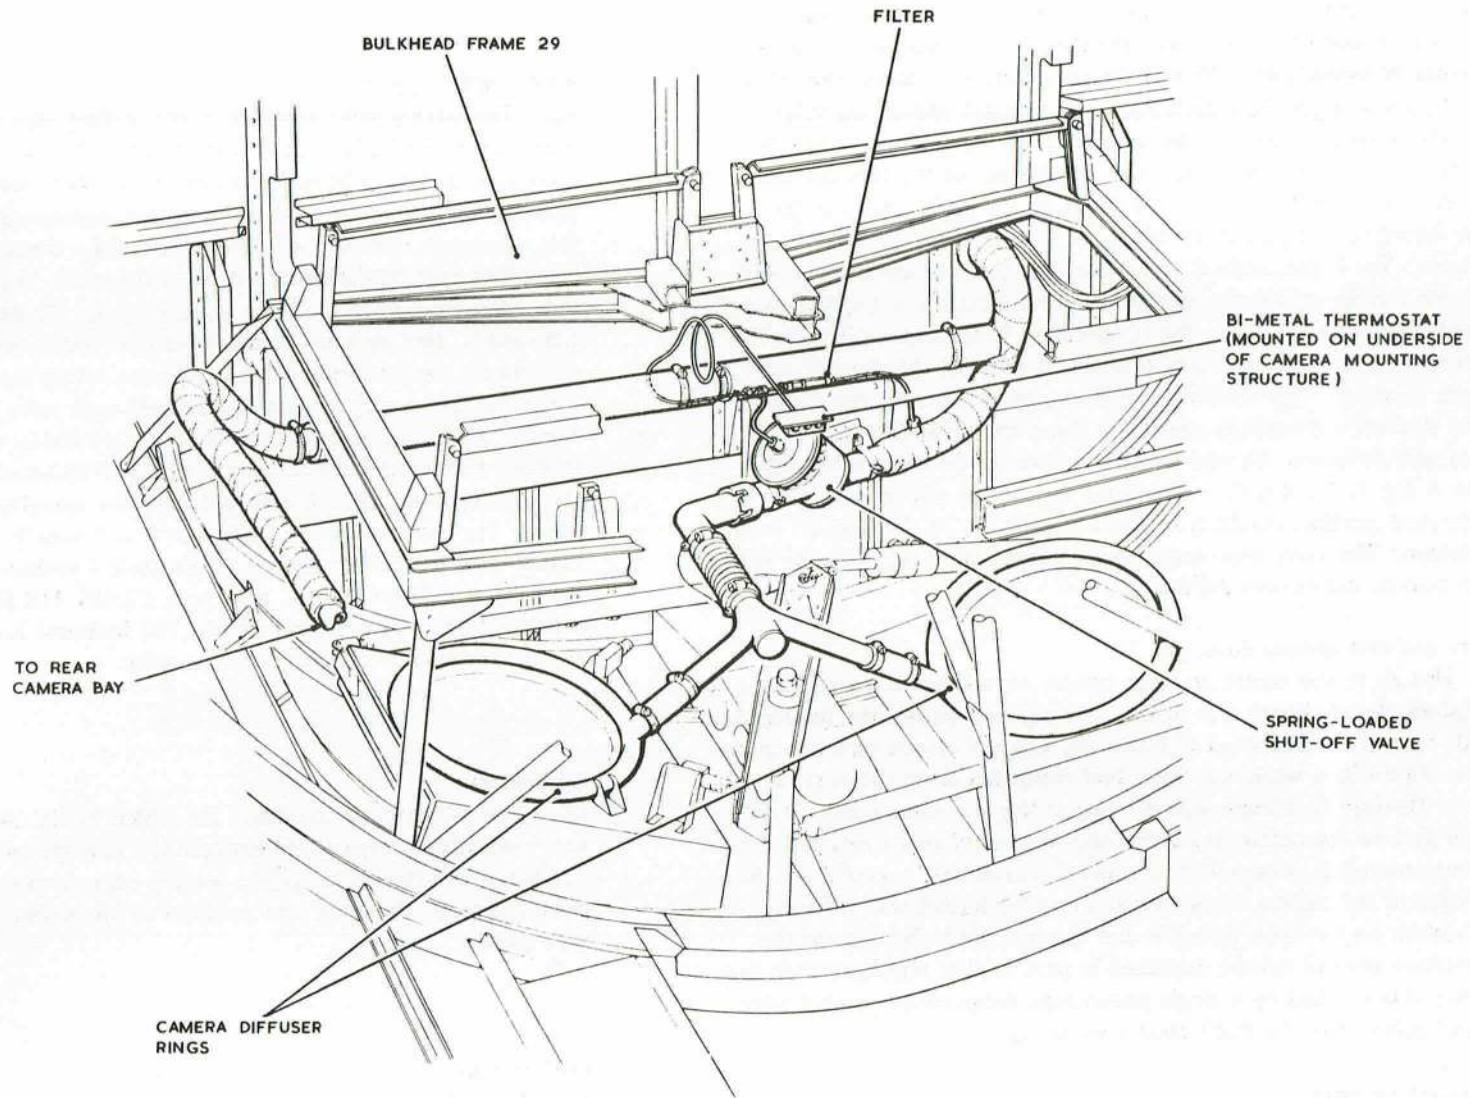 FILTER
BULKHEAD FRAME 29
BI-METAL THERMOSTAT
(MOUNTED ON UNDERSIDE
OF CAMERA MOUNTING
STRUCTURE)
TO REAR
CAMERA BAY
SPRING-LOADED
SHUT-OFF VALVE
CAMERA DIFFUSER
RINGS